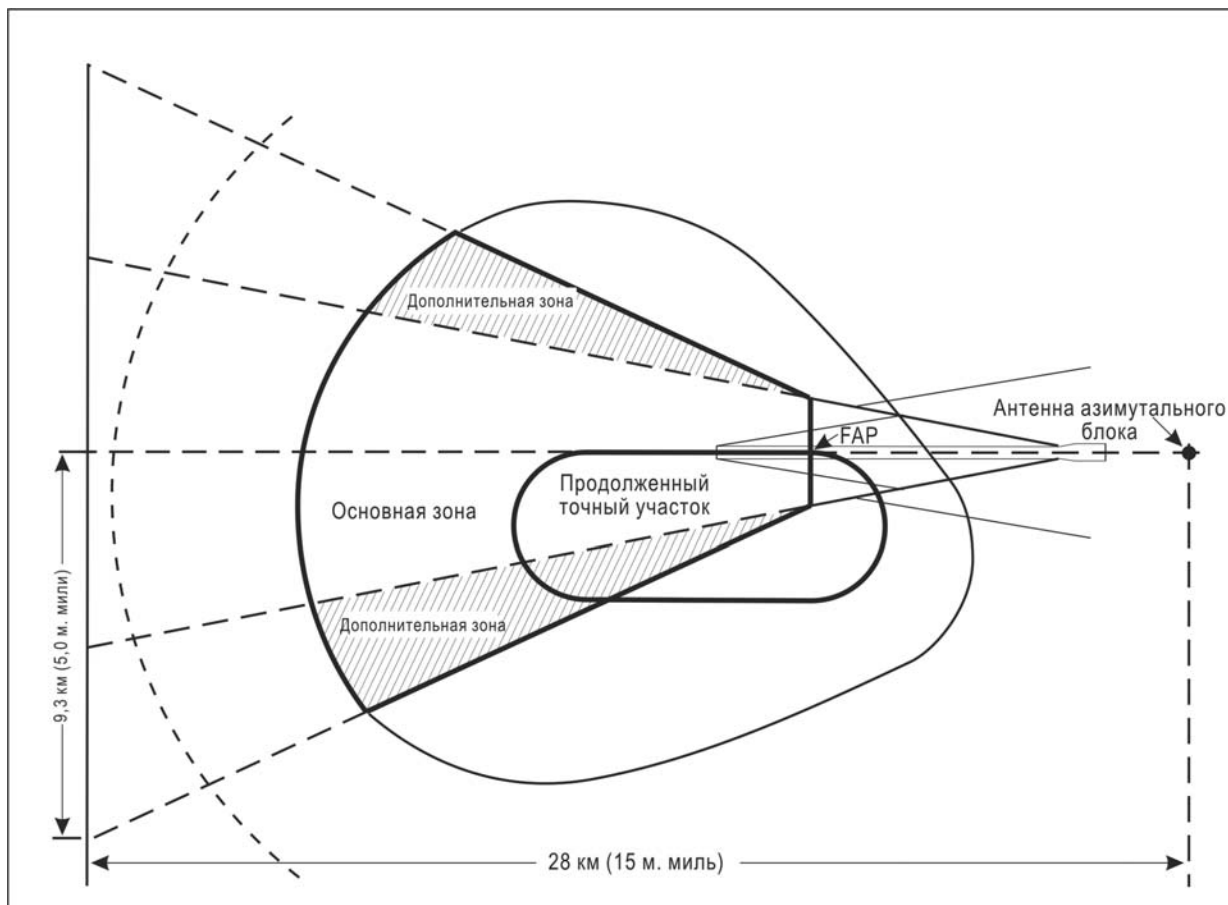 Дополнительная зона
Антенна азимутального
блока
FAP
Продолженный
точный участок
Основная зона
Дополнительная зона
9,3 км (5,0 м. мили)
28 км (15 м. миль)